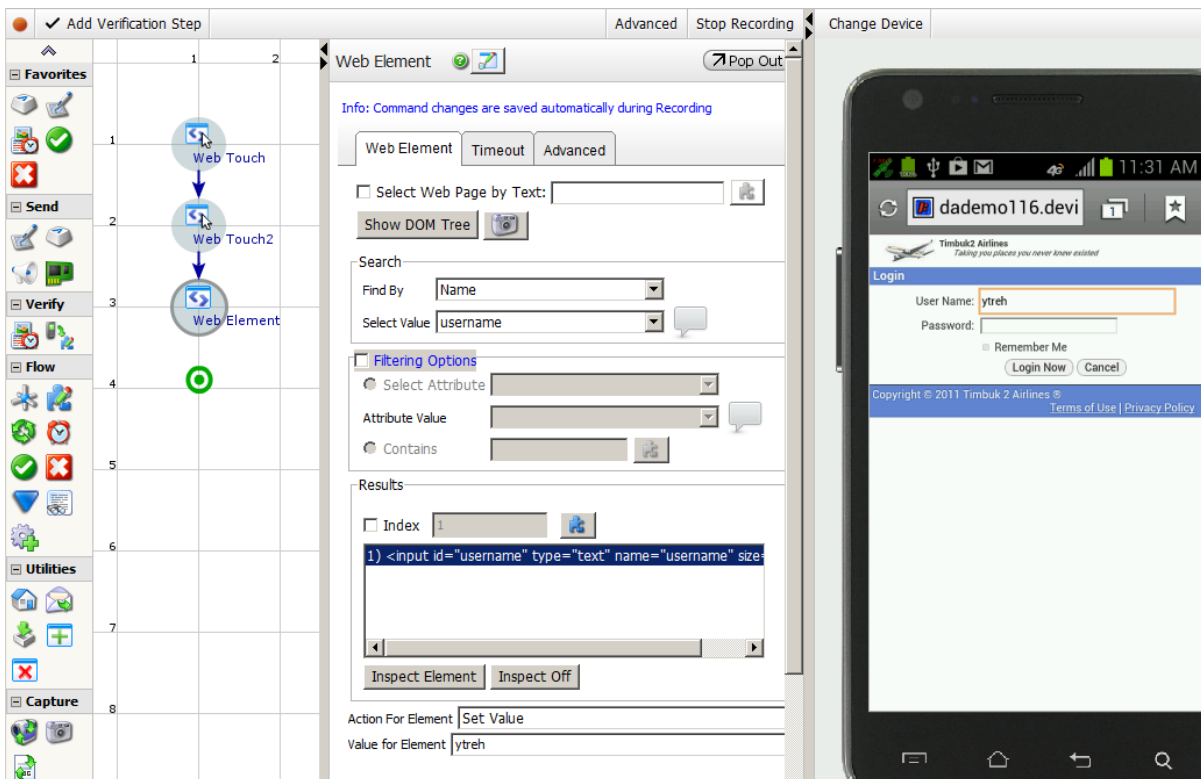 Add Verification Step
Advanced
Stop Recording
Change Device
Favorites
Send
Verify
Flow
Utilities
Capture
1 2
1
Web Touch
2
Web Touch2
3
Web Element
4
5
6
7
8
Web Element
Pop Out
Info: Command changes are saved automatically during Recording
Web Element Timeout Advanced
Select Web Page by Text:
Show DOM Tree
Search
Find By Name
Select Value username
Filtering Options
Select Attribute
Attribute Value
Contains
Results
Index 1
1) <input id="username" type="text" name="username" size=
Inspect Element Inspect Off
Action For Element Set Value
Value for Element ytreh
4G 11:31 AM
dademo116.devi 1
Timbuk2 Airlines
Taking you places you never knew existed
Login
User Name: ytreh
Password:
Remember Me
Login Now Cancel
Copyright © 2011 Timbuk 2 Airlines ®
Terms of Use | Privacy Policy